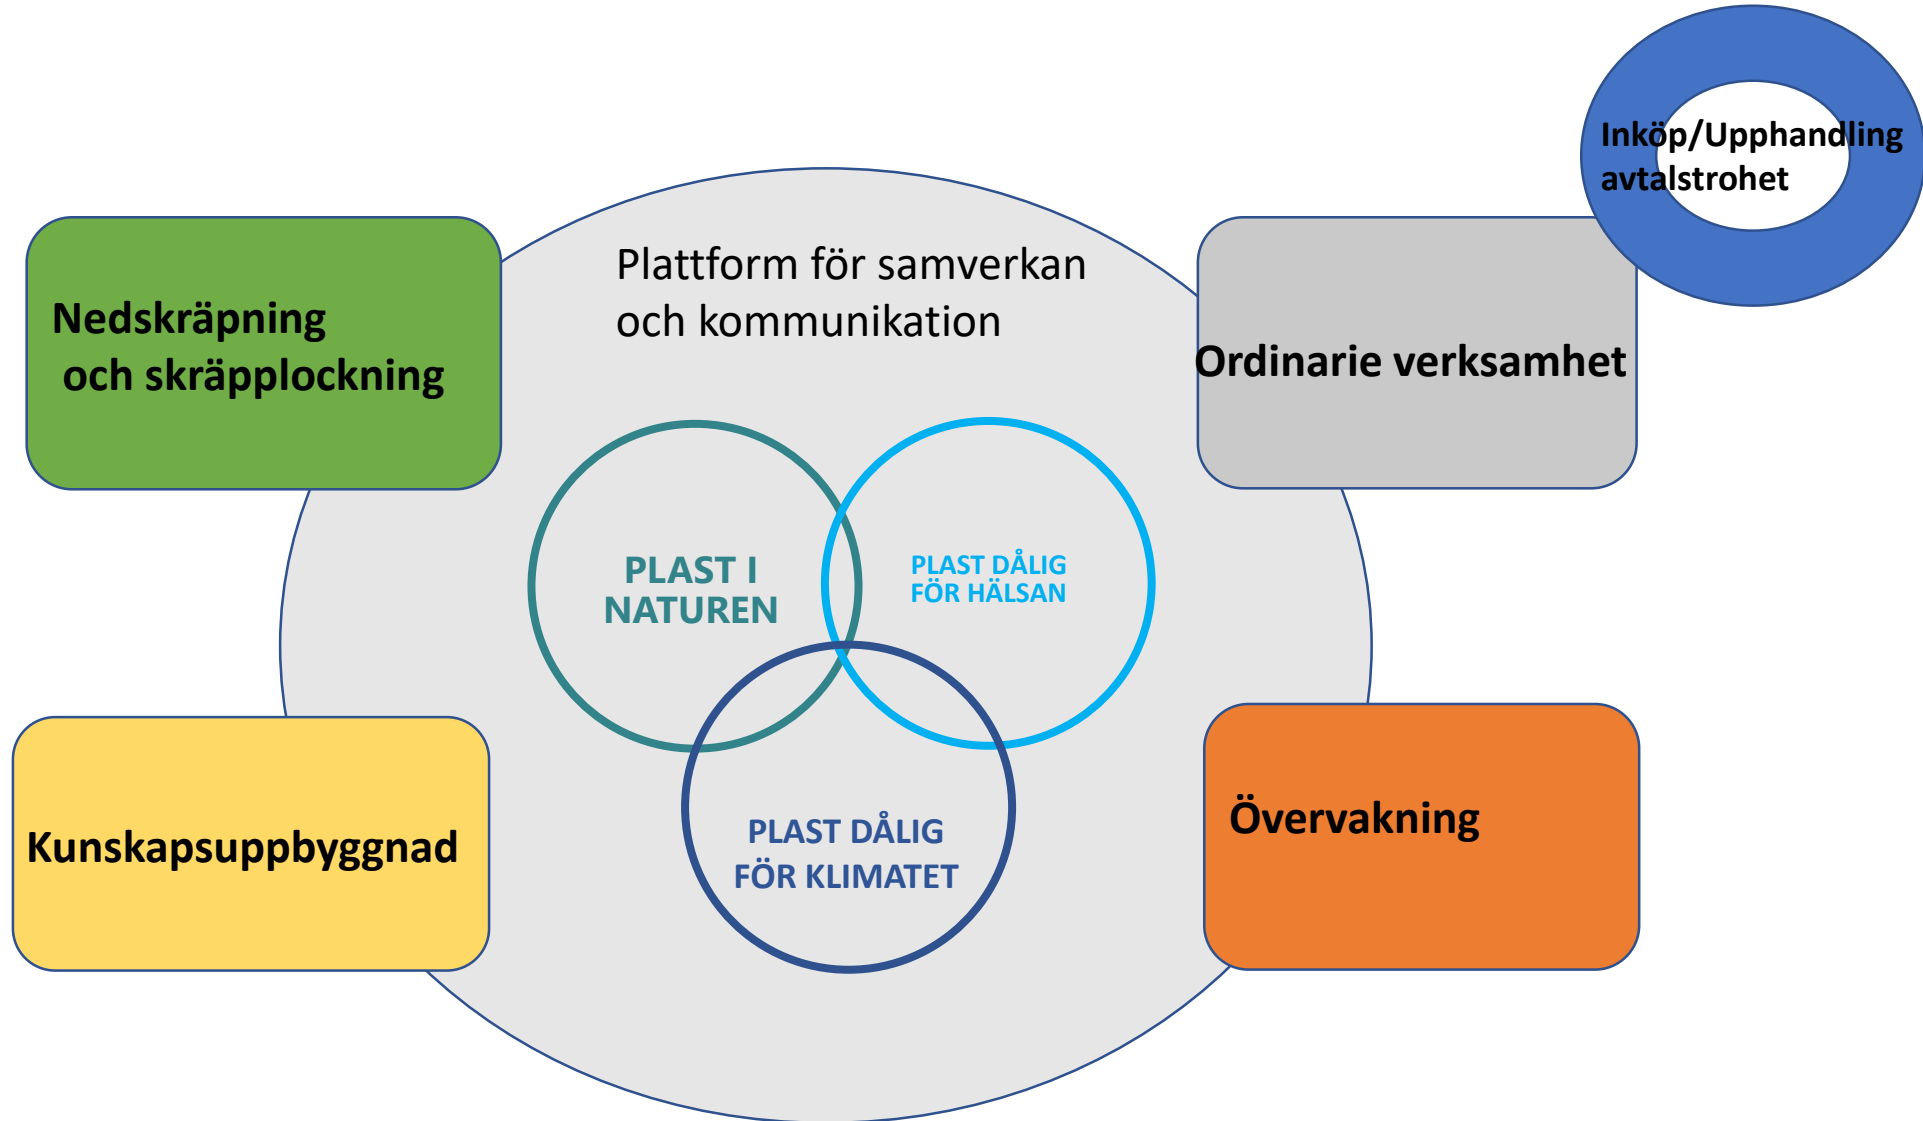 Inköp/Upphandling
avtalstrohet
Plattform för samverkan
och kommunikation
Nedskräpning
och skräpplockning
Ordinarie verksamhet
PLAST I
NATUREN
PLAST DÅLIG
FÖR HÄLSAN
PLAST DÅLIG
FÖR KLIMATET
Kunskapsuppbyggnad
Övervakning